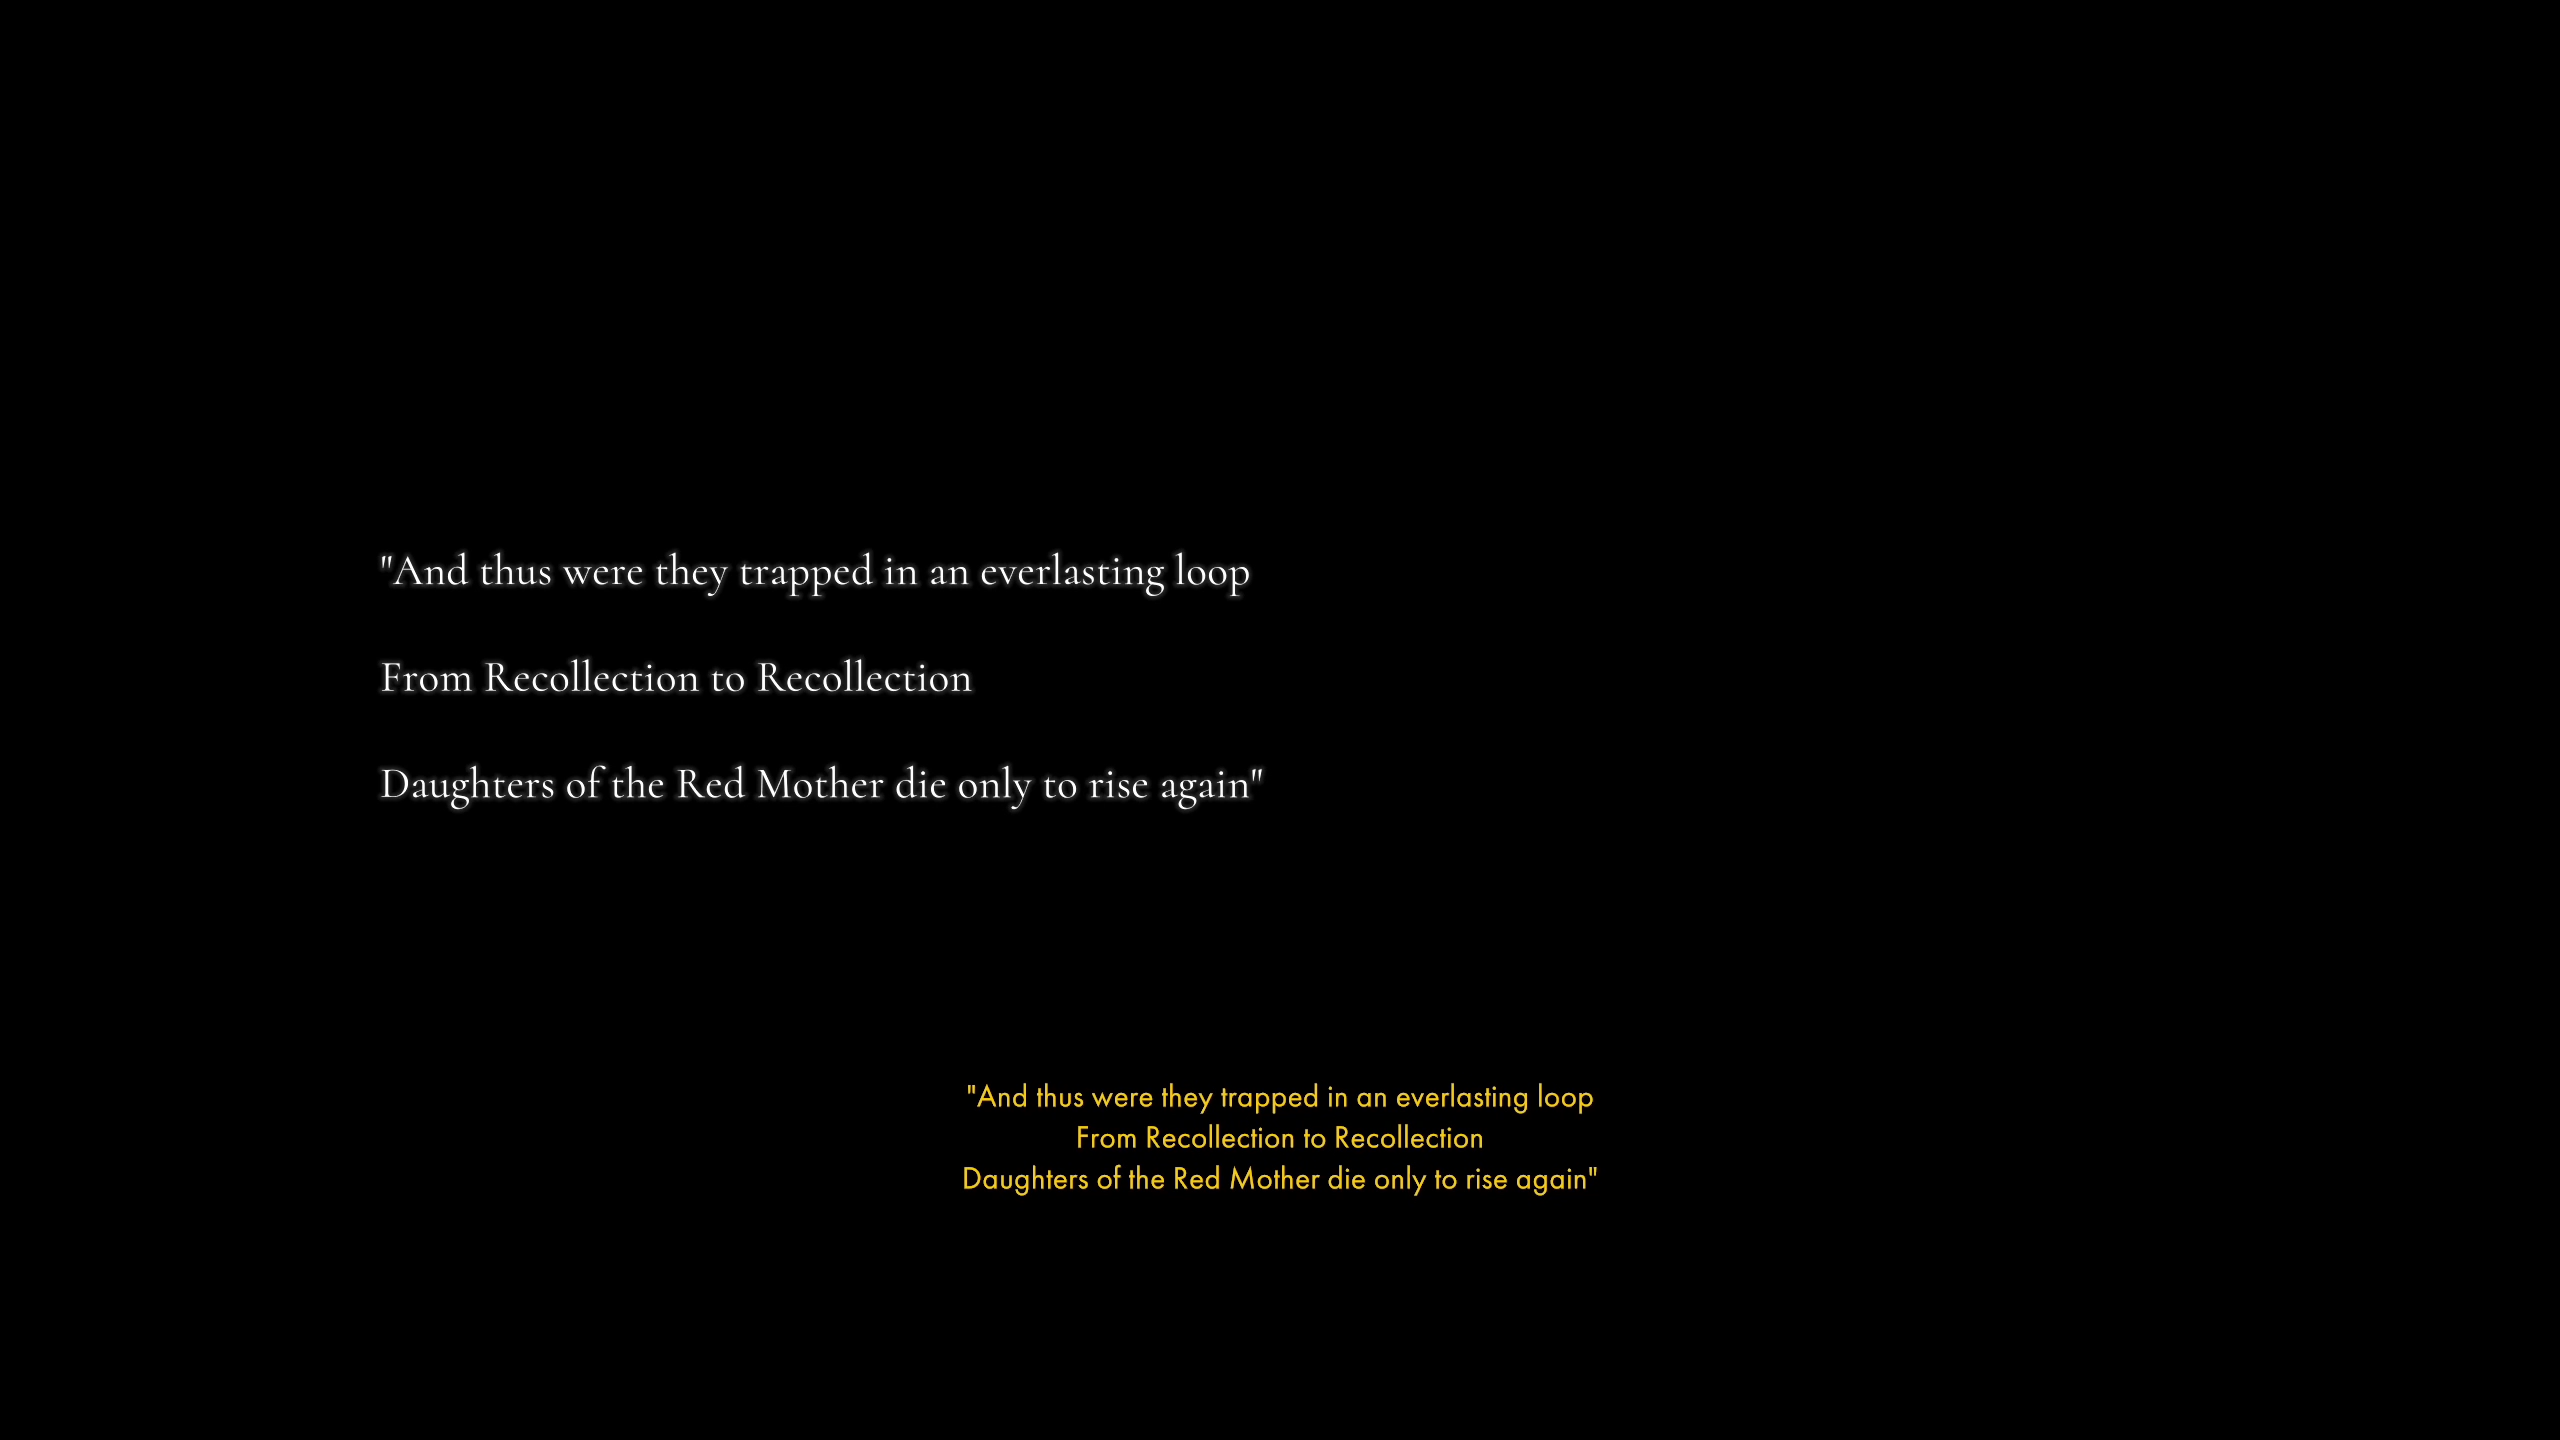 "And thus were they trapped in an everlasting loop
From Recollection to Recollection
Daughters of the Red Mother die only to rise again"
"And thus were they trapped in an everlasting loop
From Recollection to Recollection
Daughters of the Red Mother die only to rise again"